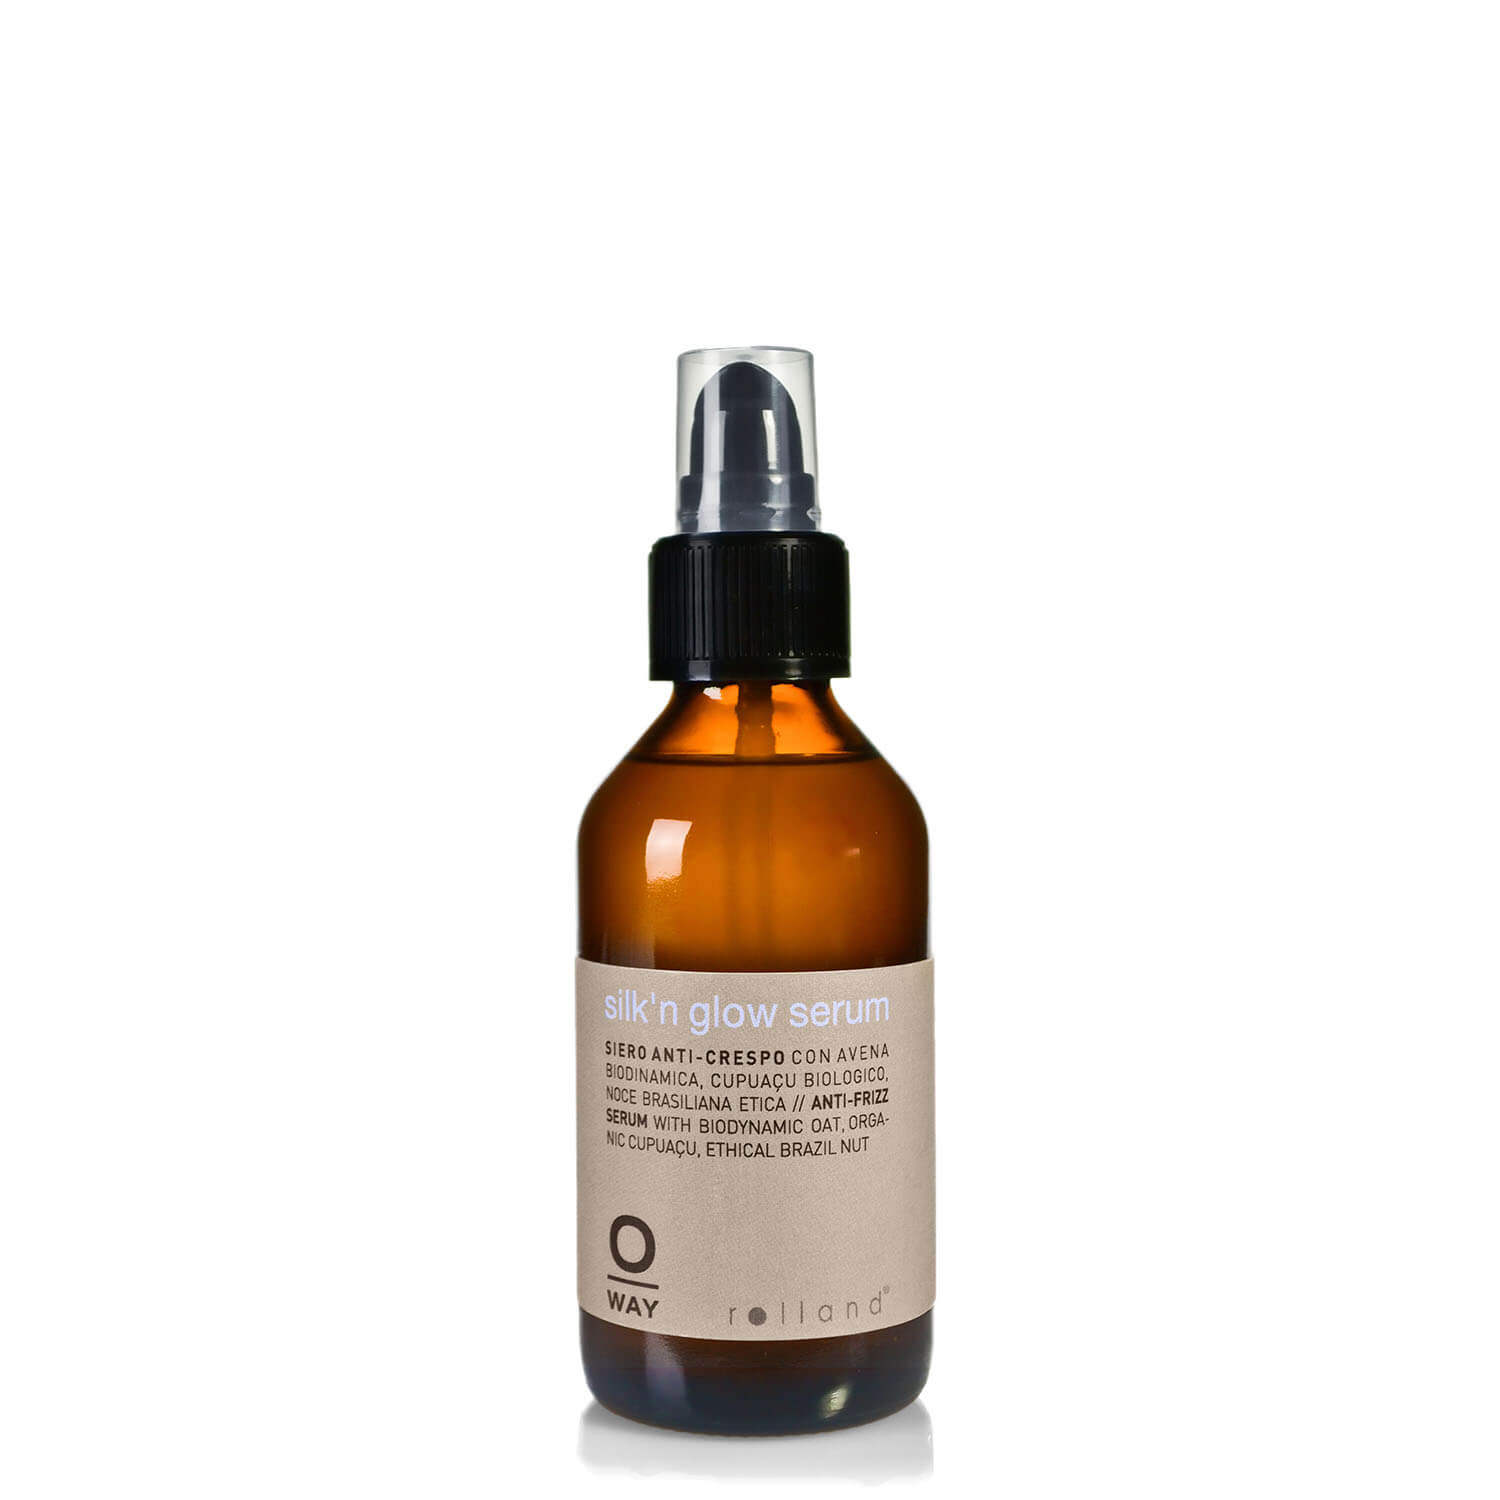 silk'n glow serum
SIERO ANTI-CRESPO CON AVENA
BIODINAMICA, CUPUAÇU BIOLOGICO,
NOCE BRASILIANA ETICA // ANTI-FRIZZ
SERUM WITH BIODYNAMIC OAT, ORGA-
NIC CUPUAÇU, ETHICAL BRAZIL NUT
O
WAY
rolland®